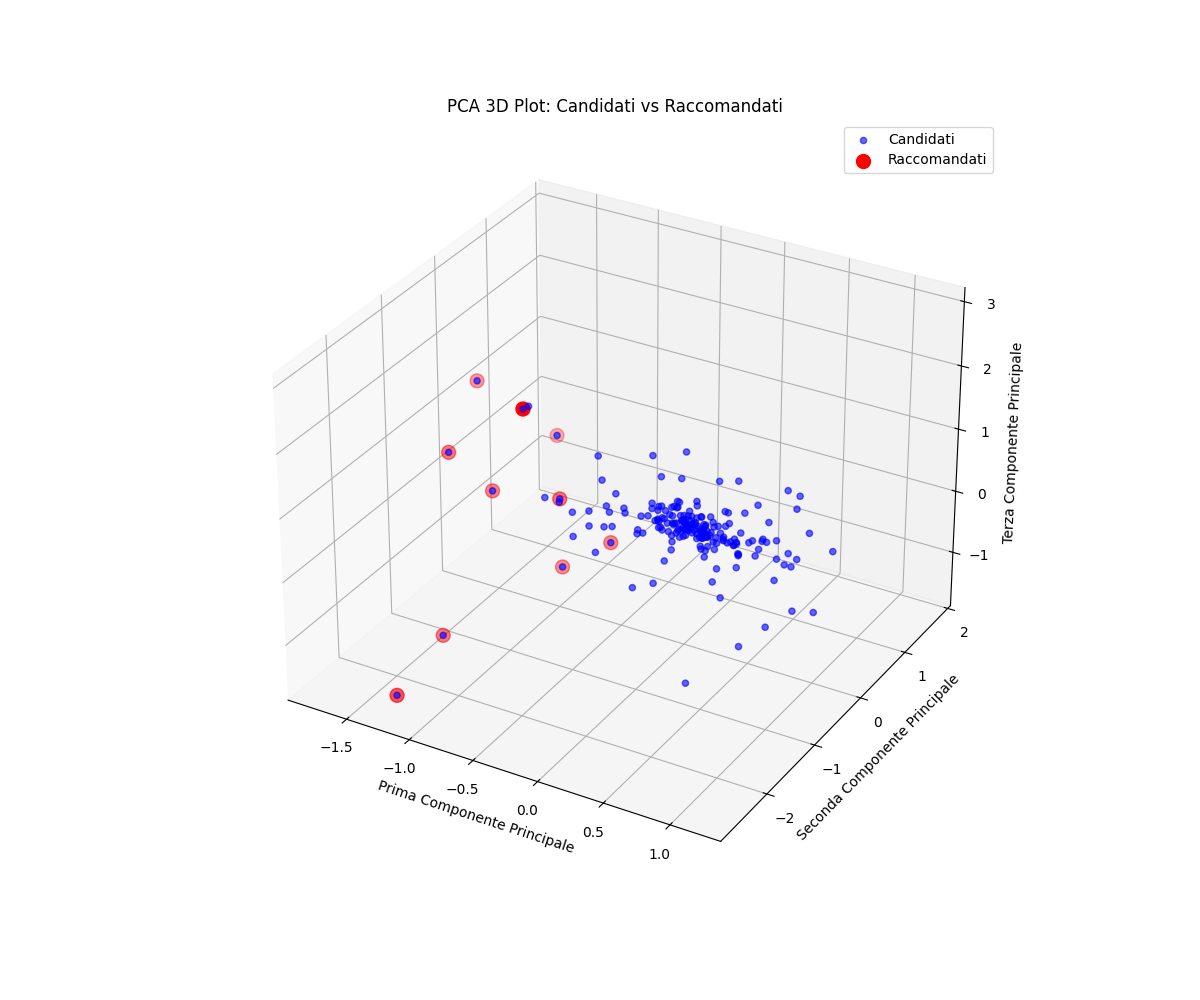 PCA 3D Plot: Candidati vs Raccomandati
Candidati
Raccomandati
3
2
1
0
−1
Terza Componente Principale
2
1
0
−1
−2
Seconda Componente Principale
−1.5
−1.0
−0.5
0.0
0.5
1.0
Prima Componente Principale